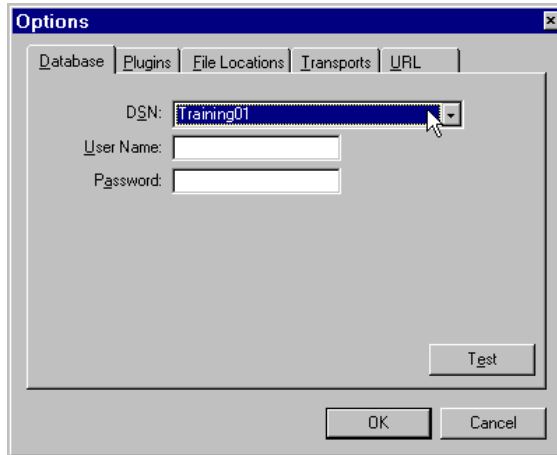 Options
Database Plugins File Locations Transports URL
DSN: Training01
User Name:
Password:
Test
OK Cancel